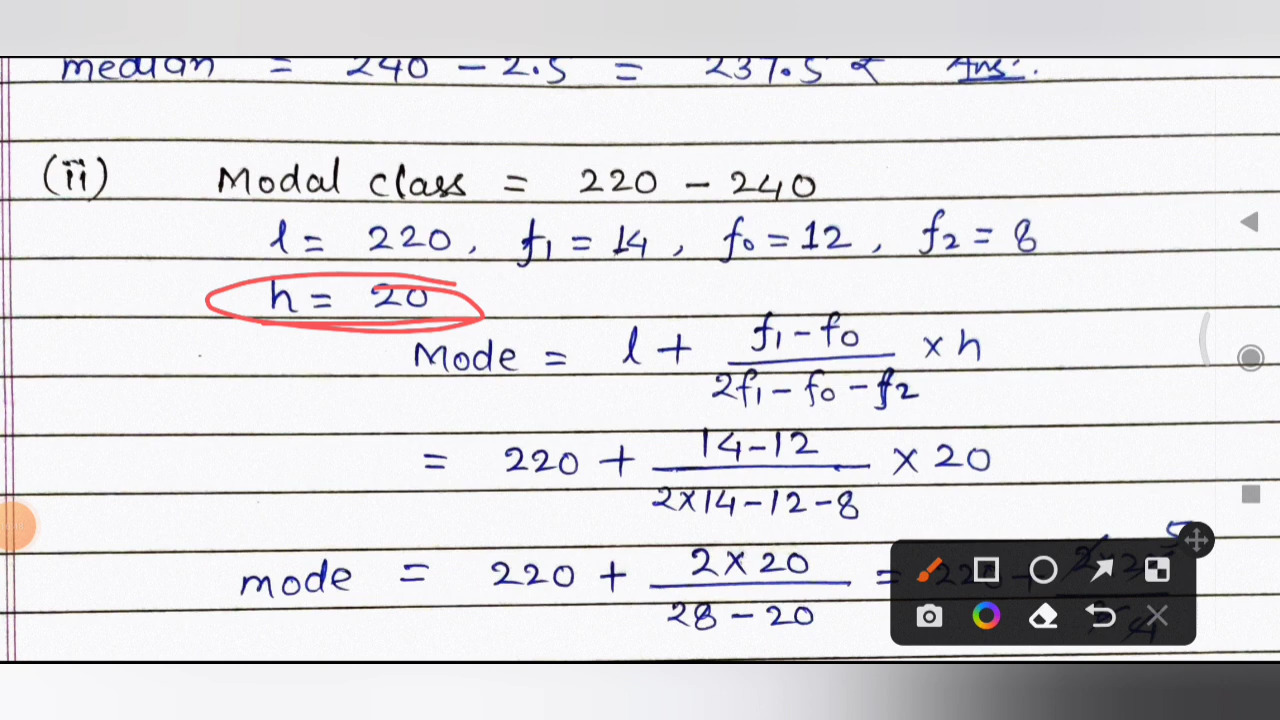 median = 240 - 2.5 = 237.5 ₹ Ans.
(ii) Modal class = 220 - 240
l = 220, f1 = 14, f0 = 12, f2 = 8
h = 20
Mode = l + f1 - f0 / 2f1 - f0 - f2 × h
= 220 + 14-12 / 2×14-12-8 × 20
mode = 220 + 2×20 / 28-20 = 220 +